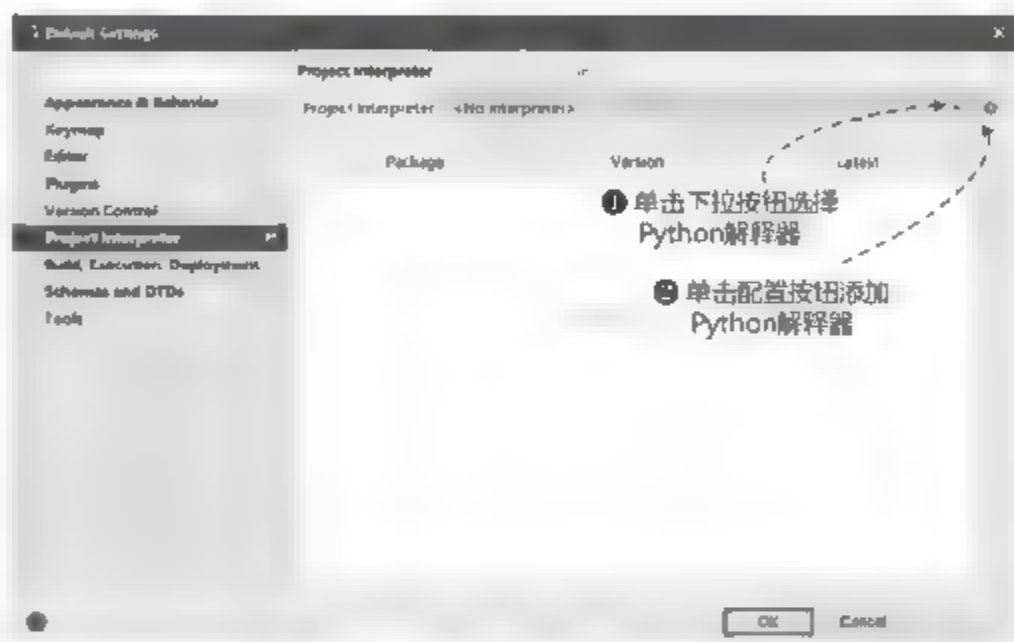 Default Settings
Project Interpreter
Appearance & Behavior
Project Interpreter <No interpreter>
Keymap
Editor
Package Version Latest
Plugins
Version Control
❶ 单击下拉按钮选择
Python解释器
Project Interpreter
Build, Execution, Deployment
Schemas and DTDs
❷ 单击配置按钮添加
Python解释器
Tools
OK Cancel